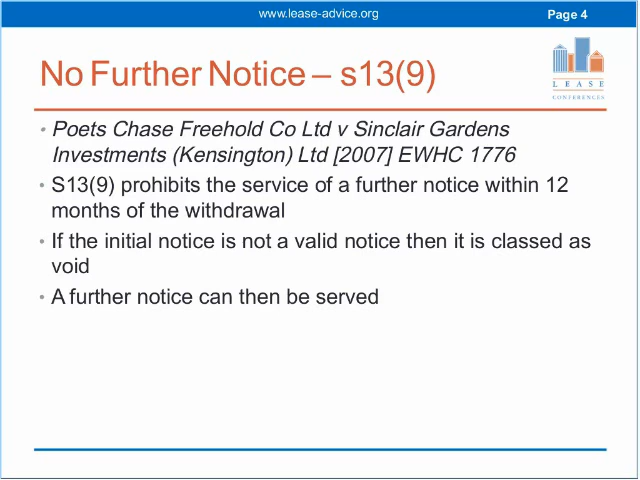 www.lease-advice.org
Page 4
No Further Notice – s13(9)
LEASE
CONFERENCES
• Poets Chase Freehold Co Ltd v Sinclair Gardens
Investments (Kensington) Ltd [2007] EWHC 1776
• S13(9) prohibits the service of a further notice within 12
months of the withdrawal
• If the initial notice is not a valid notice then it is classed as
void
• A further notice can then be served